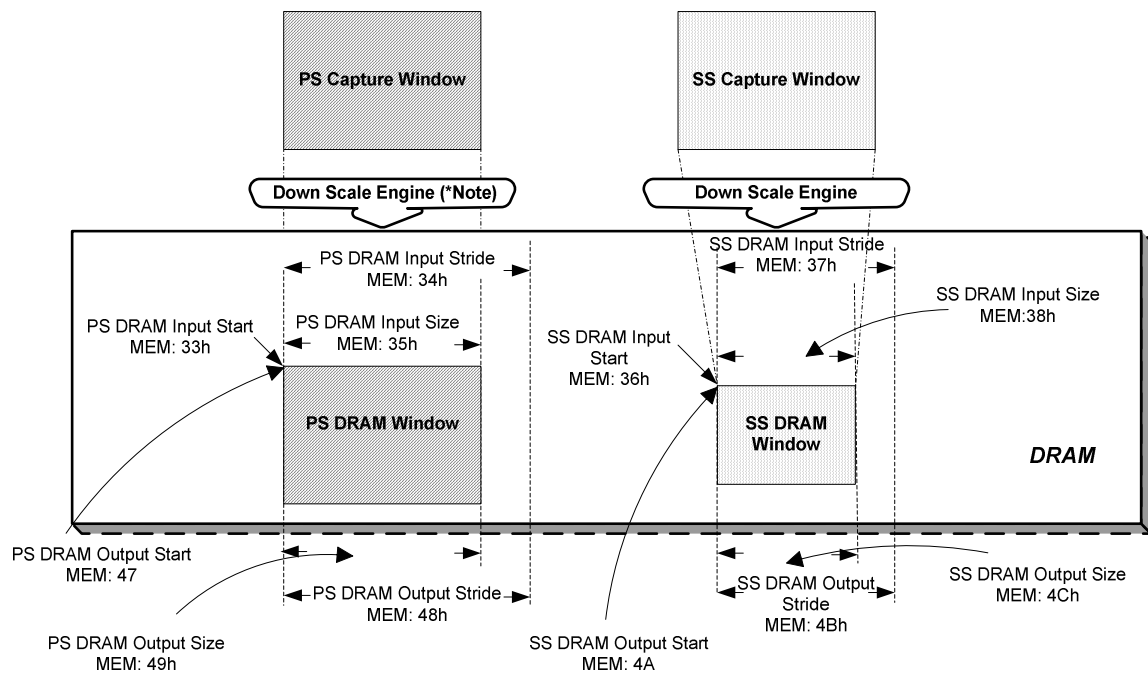 PS Capture Window
SS Capture Window
Down Scale Engine (*Note)
Down Scale Engine
PS DRAM Input Stride
MEM: 34h
SS DRAM Input Stride
MEM: 37h
PS DRAM Input Start
MEM: 33h
PS DRAM Input Size
MEM: 35h
SS DRAM Input
Start
MEM: 36h
SS DRAM Input Size
MEM:38h
PS DRAM Window
SS DRAM
Window
DRAM
PS DRAM Output Start
MEM: 47
PS DRAM Output Stride
MEM: 48h
PS DRAM Output Size
MEM: 49h
SS DRAM Output
Stride
MEM: 4Bh
SS DRAM Output Size
MEM: 4Ch
SS DRAM Output Start
MEM: 4A